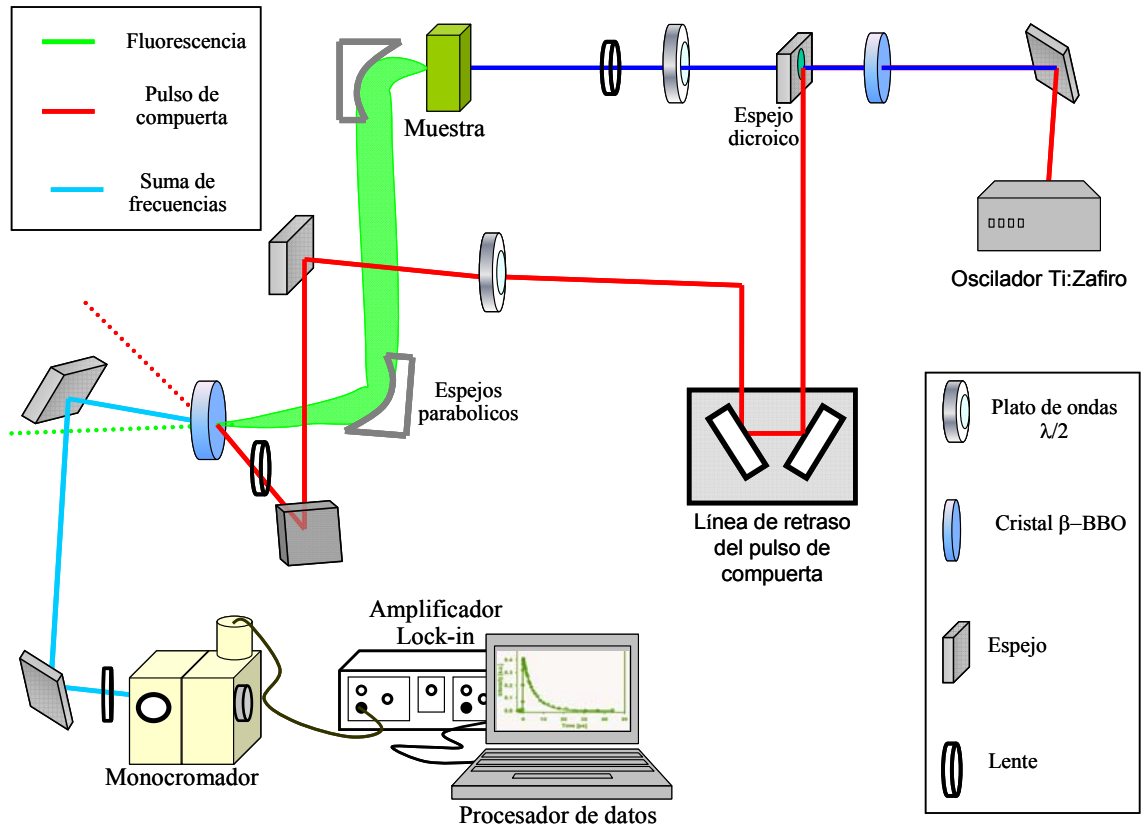 Fluorescencia
Pulso de
compuerta
Suma de
frecuencias
Muestra
Espejo
dicroico
Oscilador Ti:Zafiro
Espejos
parabolicos
Línea de retraso
del pulso de
compuerta
Plato de ondas
λ/2
Cristal β–BBO
Espejo
Lente
Amplificador
Lock-in
Monocromador
Procesador de datos